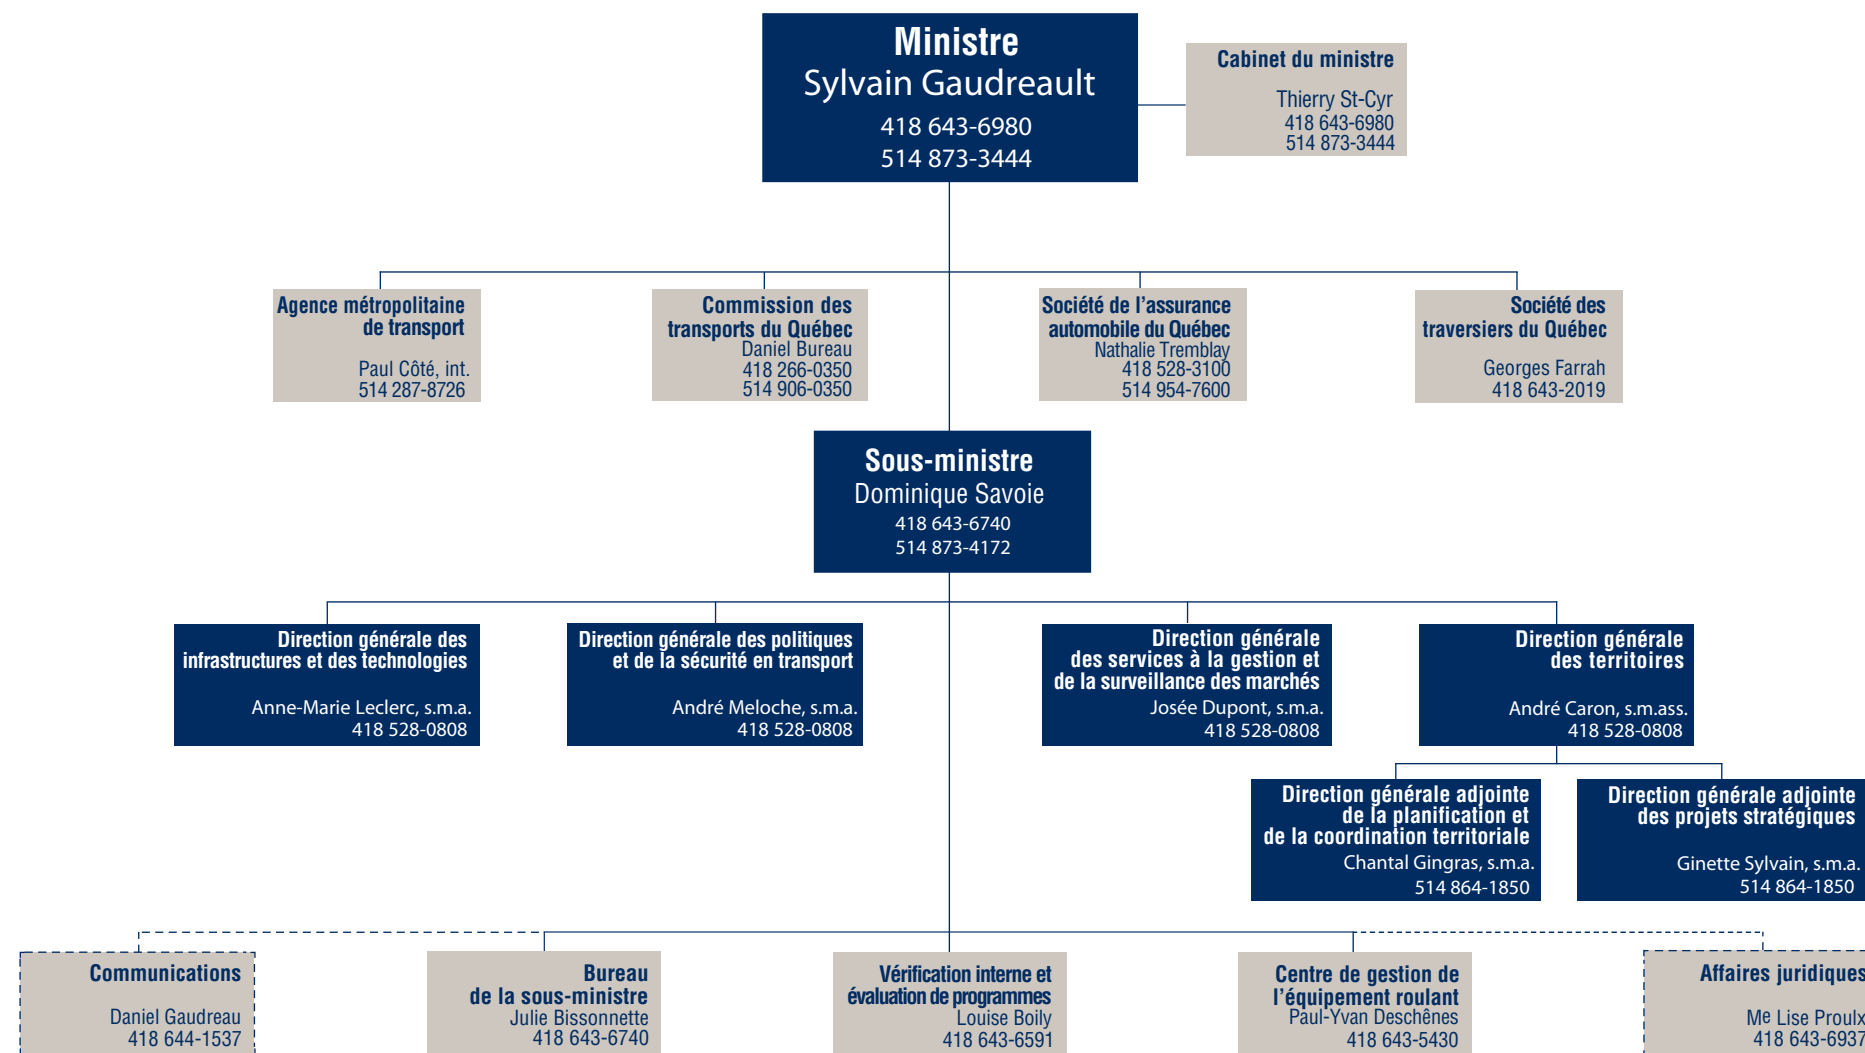 Ministre
Sylvain Gaudreault
418 643-6980
514 873-3444
Cabinet du ministre
Thierry St-Cyr
418 643-6980
514 873-3444
Agence métropolitaine
de transport
Paul Côté, int.
514 287-8726
Commission des
transports du Québec
Daniel Bureau
418 266-0350
514 906-0350
Société de l'assurance
automobile du Québec
Nathalie Tremblay
418 528-3100
514 954-7600
Société des
traversiers du Québec
Georges Farrah
418 643-2019
Sous-ministre
Dominique Savoie
418 643-6740
514 873-4172
Direction générale des
infrastructures et des technologies
Anne-Marie Leclerc, s.m.a.
418 528-0808
Direction générale des politiques
et de la sécurité en transport
André Meloche, s.m.a.
418 528-0808
Direction générale
des services à la gestion et
de la surveillance des marchés
Josée Dupont, s.m.a.
418 528-0808
Direction générale
des territoires
André Caron, s.m.ass.
418 528-0808
Direction générale adjointe
de la planification et
de la coordination territoriale
Chantal Gingras, s.m.a.
514 864-1850
Direction générale adjointe
des projets stratégiques
Ginette Sylvain, s.m.a.
514 864-1850
Communications
Daniel Gaudreau
418 644-1537
Bureau
de la sous-ministre
Julie Bissonnette
418 643-6740
Vérification interne et
évaluation de programmes
Louise Boily
418 643-6591
Centre de gestion de
l'équipement roulant
Paul-Yvan Deschênes
418 643-5430
Affaires juridiques
Me Lise Proulx
418 643-6937